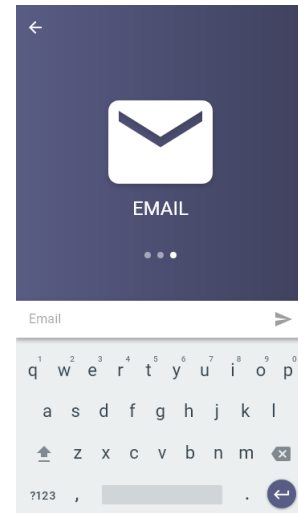 EMAIL
Email
1 2 3 4 5 6 7 8 9 0
q w e r t y u i o p
a s d f g h j k l
z x c v b n m
?123 , .